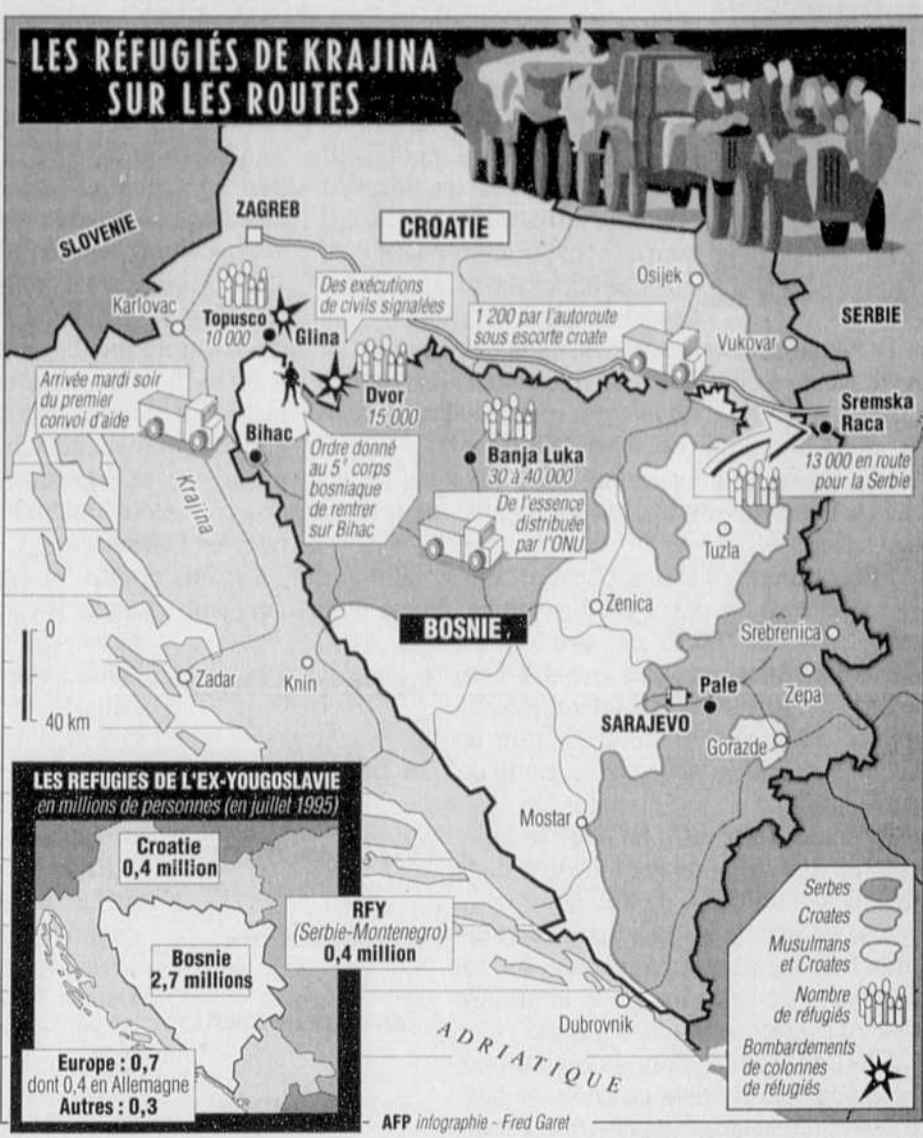 LES RÉFUGIÉS DE KRAJINA
SUR LES ROUTES
SLOVENIE
ZAGREB
CROATIE
Osijek
Karlovac
Topusco
10 000
Glina
Des exécutions
de civils signalées
1 200 par l'autoroute
sous escorte croate
Vukovar
SERBIE
Arrivée mardi soir
du premier
convoi d'aide
Dvor
15 000
Sremska
Raca
Bihac
Ordre donné
au 5e corps
bosniaque
de rentrer
sur Bihac
Banja Luka
30 à 40 000
13 000 en route
pour la Serbie
Krajina
De l'essence
distribuée
par l'ONU
Tuzla
Zenica
BOSNIE
Srebrenica
0
40 km
Zadar
Knin
Pale
Zepa
SARAJEVO
Gorazde
Mostar
LES REFUGIES DE L'EX-YOUGOSLAVIE
en millions de personnes (en juillet 1995)
Croatie
0,4 million
RFY
(Serbie-Montenegro)
0,4 million
Bosnie
2,7 millions
Europe : 0,7
dont 0,4 en Allemagne
Autres : 0,3
Dubrovnik
ADRIATIQUE
Serbes
Croates
Musulmans
et Croates
Nombre
de réfugiés
Bombardements
de colonnes
de réfugiés
AFP infographie - Fred Garet